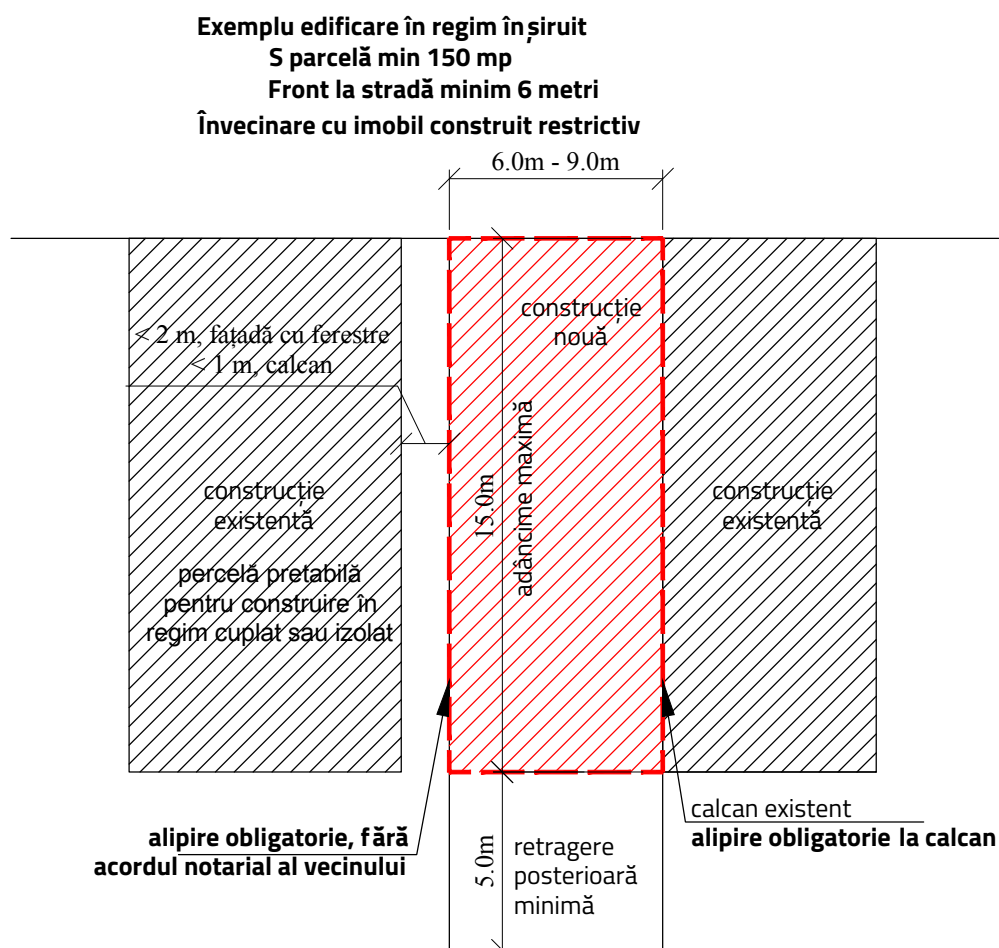 Exemplu edificare în regim înșiruit
S parcelă min 150 mp
Front la stradă minim 6 metri
Învecinare cu imobil construit restrictiv
6.0m - 9.0m
construcție
nouă
< 2 m, fațadă cu ferestre
< 1 m, calcan
15.0m
adâncime maximă
construcție
existentă
percelă pretabilă
pentru construire în
regim cuplat sau izolat
construcție
existentă
alipire obligatorie, fără
acordul notarial al vecinului
calcan existent
alipire obligatorie la calcan
5.0m
retragere
posterioară
minimă